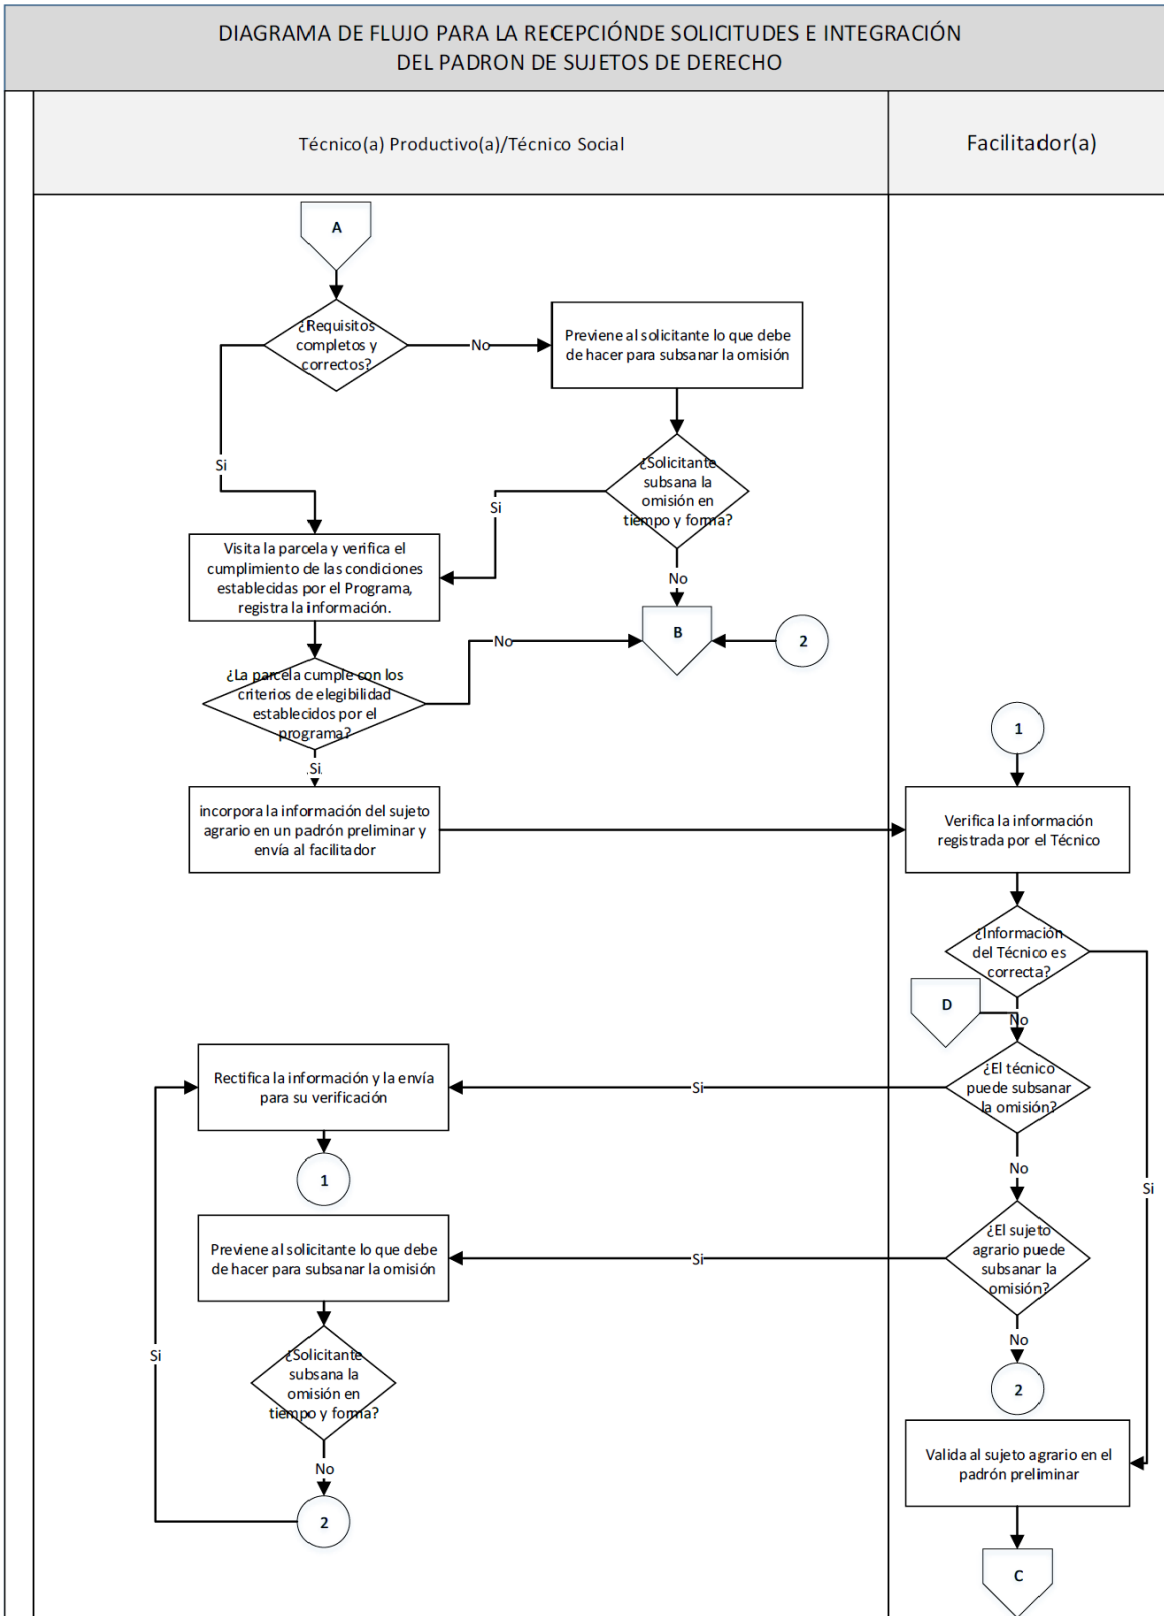 DIAGRAMA DE FLUJO PARA LA RECEPCIÓNDE SOLICITUDES E INTEGRACIÓN
DEL PADRON DE SUJETOS DE DERECHO
Técnico(a) Productivo(a)/Técnico Social
Facilitador(a)
A
¿Requisitos
completos y
correctos?
No
Previene al solicitante lo que debe
de hacer para subsanar la omisión
Si
¿Solicitante
subsana la
omisión en
tiempo y forma?
Si
No
Visita la parcela y verifica el
cumplimiento de las condiciones
establecidas por el Programa,
registra la información.
B
2
No
¿La parcela cumple con los
criterios de elegibilidad
establecidos por el
programa?
Si
1
incorpora la información del sujeto
agrario en un padrón preliminar y
envía al facilitador
Verifica la información
registrada por el Técnico
¿Información
del Técnico es
correcta?
D
No
Rectifica la información y la envía
para su verificación
Si
¿El técnico
puede subsanar
la omisión?
1
No
Si
Previene al solicitante lo que debe
de hacer para subsanar la omisión
Si
¿El sujeto
agrario puede
subsanar la
omisión?
Si
¿Solicitante
subsana la
omisión en
tiempo y forma?
No
2
No
2
Valida al sujeto agrario en el
padrón preliminar
C